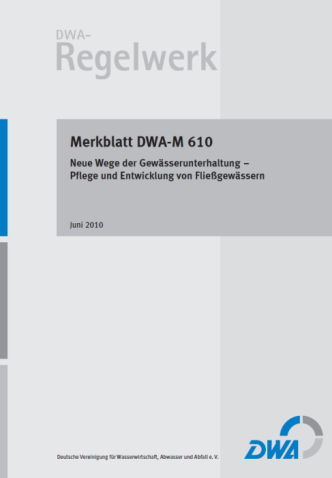 DWA-
Regelwerk
Merkblatt DWA-M 610
Neue Wege der Gewässerunterhaltung –
Pflege und Entwicklung von Fließgewässern
Juni 2010
Deutsche Vereinigung für Wasserwirtschaft, Abwasser und Abfall e. V.
DWA